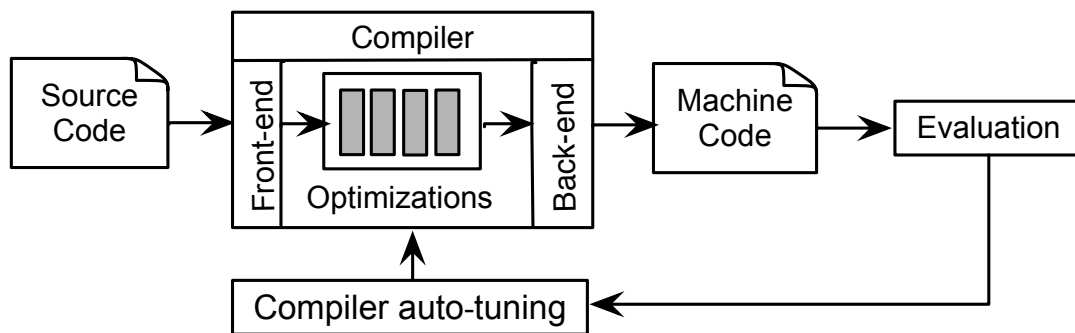 Compiler
Source
Code
Front-end
Optimizations
Back-end
Machine
Code
Evaluation
Compiler auto-tuning